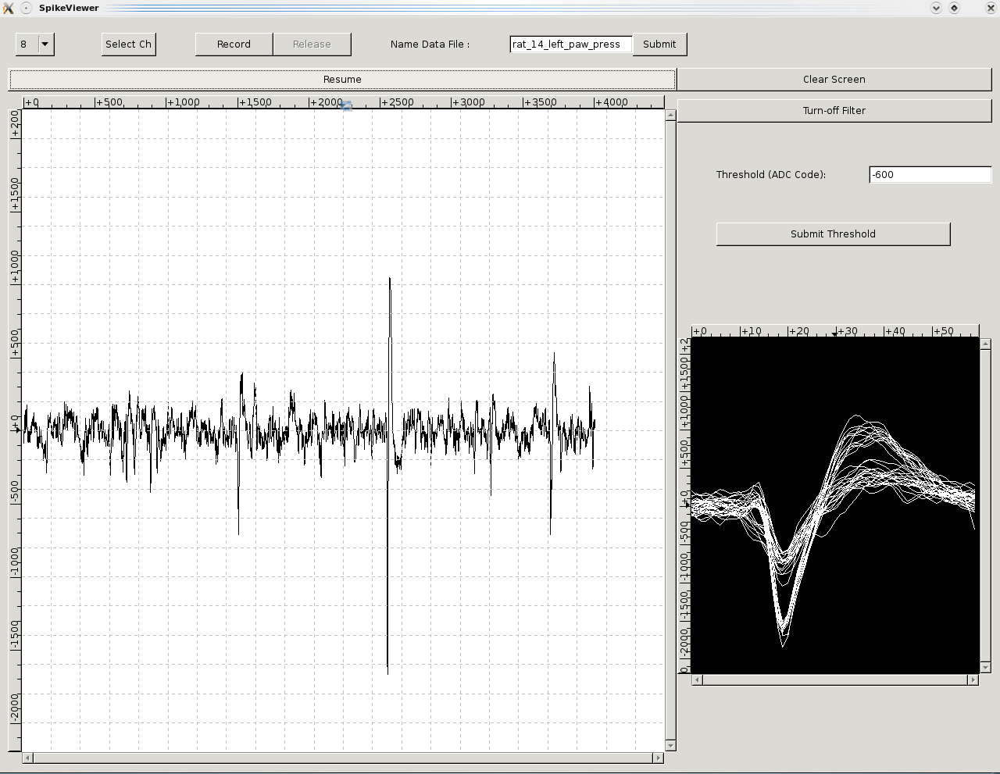 SpikeViewer
8 Select Ch Record Release Name Data File : rat_14_left_paw_press Submit
Resume Clear Screen
+0 +500 +1000 +1500 +2000 +2500 +3000 +3500 +4000
Turn-off Filter
+200
+1500
+1000
+500
+0
-500
-1000
-1500
-2000
Threshold (ADC Code): -600
Submit Threshold
+0 +10 +20 +30 +40 +50
+2
+1500
+1000
+500
+0
-500
-1000
-1500
-2000
0